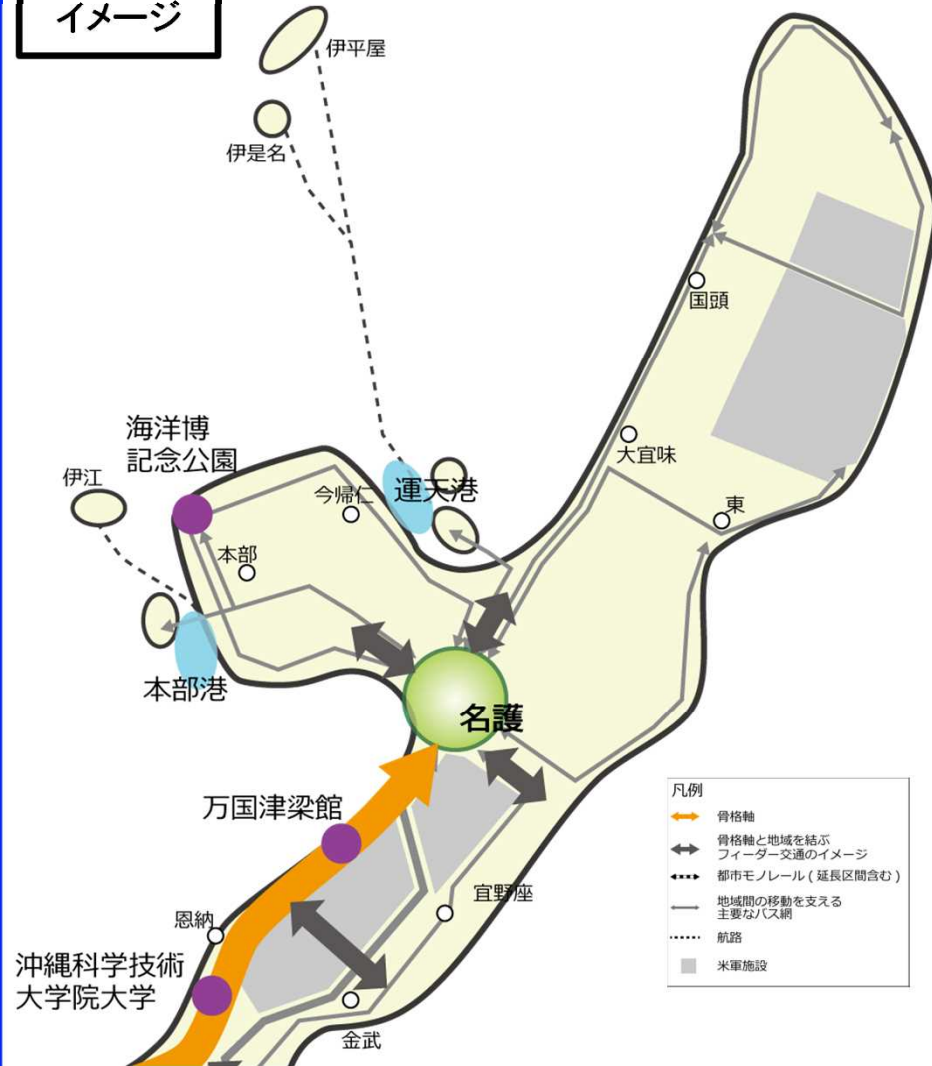 イメージ
伊平屋
伊是名
国頭
海洋博
記念公園
大宜味
伊江
今帰仁
運天港
東
本部
本部港
名護
万国津梁館
宜野座
恩納
沖縄科学技術
大学院大学
金武
凡例
骨格軸
骨格軸と地域を結ぶ
フィーダー交通のイメージ
都市モノレール ( 延長区間含む )
地域間の移動を支える
主要なバス網
航路
米軍施設